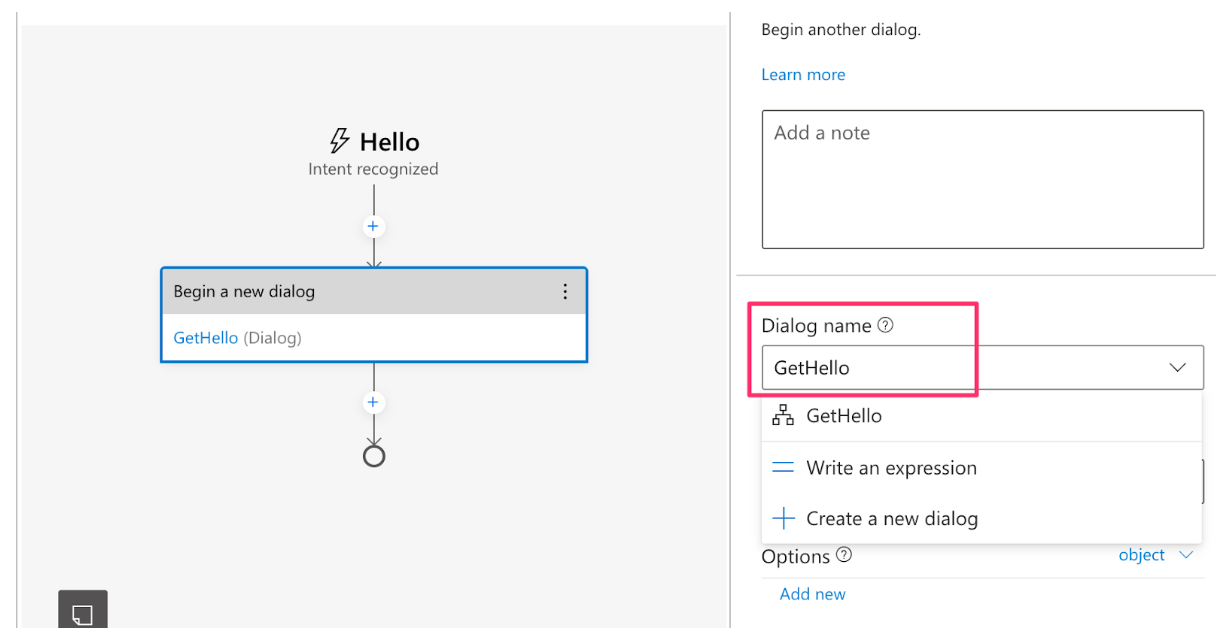 Hello
Intent recognized
Begin a new dialog
GetHello (Dialog)
Begin another dialog.
Learn more
Add a note
Dialog name
GetHello
GetHello
Write an expression
Create a new dialog
Options object
Add new